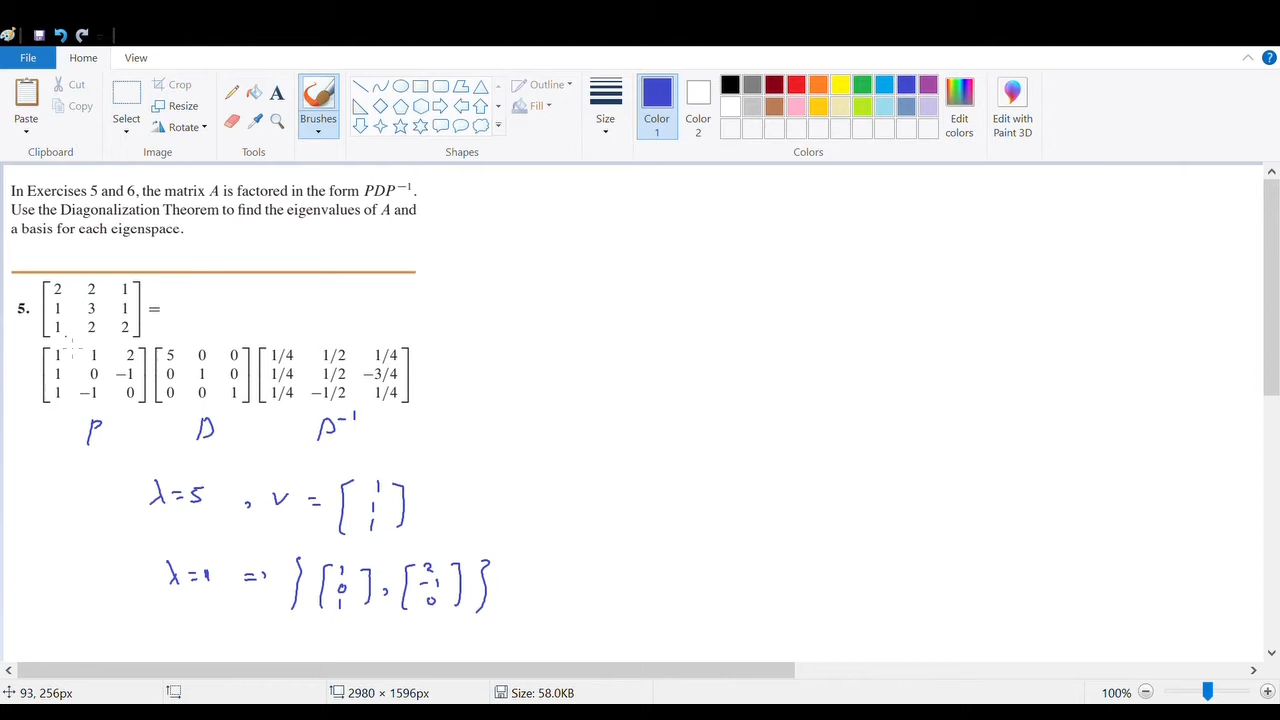 File Home View
Paste Cut Copy Clipboard
Select Crop Resize Rotate Image
A Tools
Brushes
Outline Fill Shapes
Size
Color 1 Color 2 Edit colors Colors
Edit with Paint 3D
In Exercises 5 and 6, the matrix A is factored in the form PDP⁻¹.
Use the Diagonalization Theorem to find the eigenvalues of A and
a basis for each eigenspace.
2 2 1
5. 1 3 1 =
1 2 2
1 1 2 5 0 0 1/4 1/2 1/4
1 0 −1 0 1 0 1/4 1/2 −3/4
1 −1 0 0 0 1 1/4 −1/2 1/4
P D P⁻¹
λ = 5 , v = [1 1 1]
λ = 1 => { [1 0 1] , [2 −1 0] }
93, 256px 2980 × 1596px Size: 58.0KB 100%